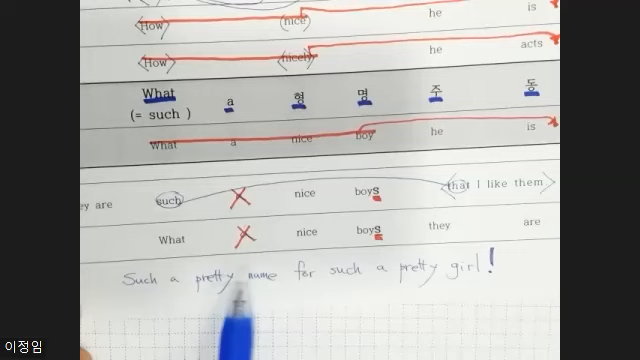 How nice he is
How nicely he acts
What a 형 명 주 동
(= such )
What a nice boy he is
ey are such a nice boys that I like them
What a nice boys they are
Such a pretty name for such a pretty girl!
이정임